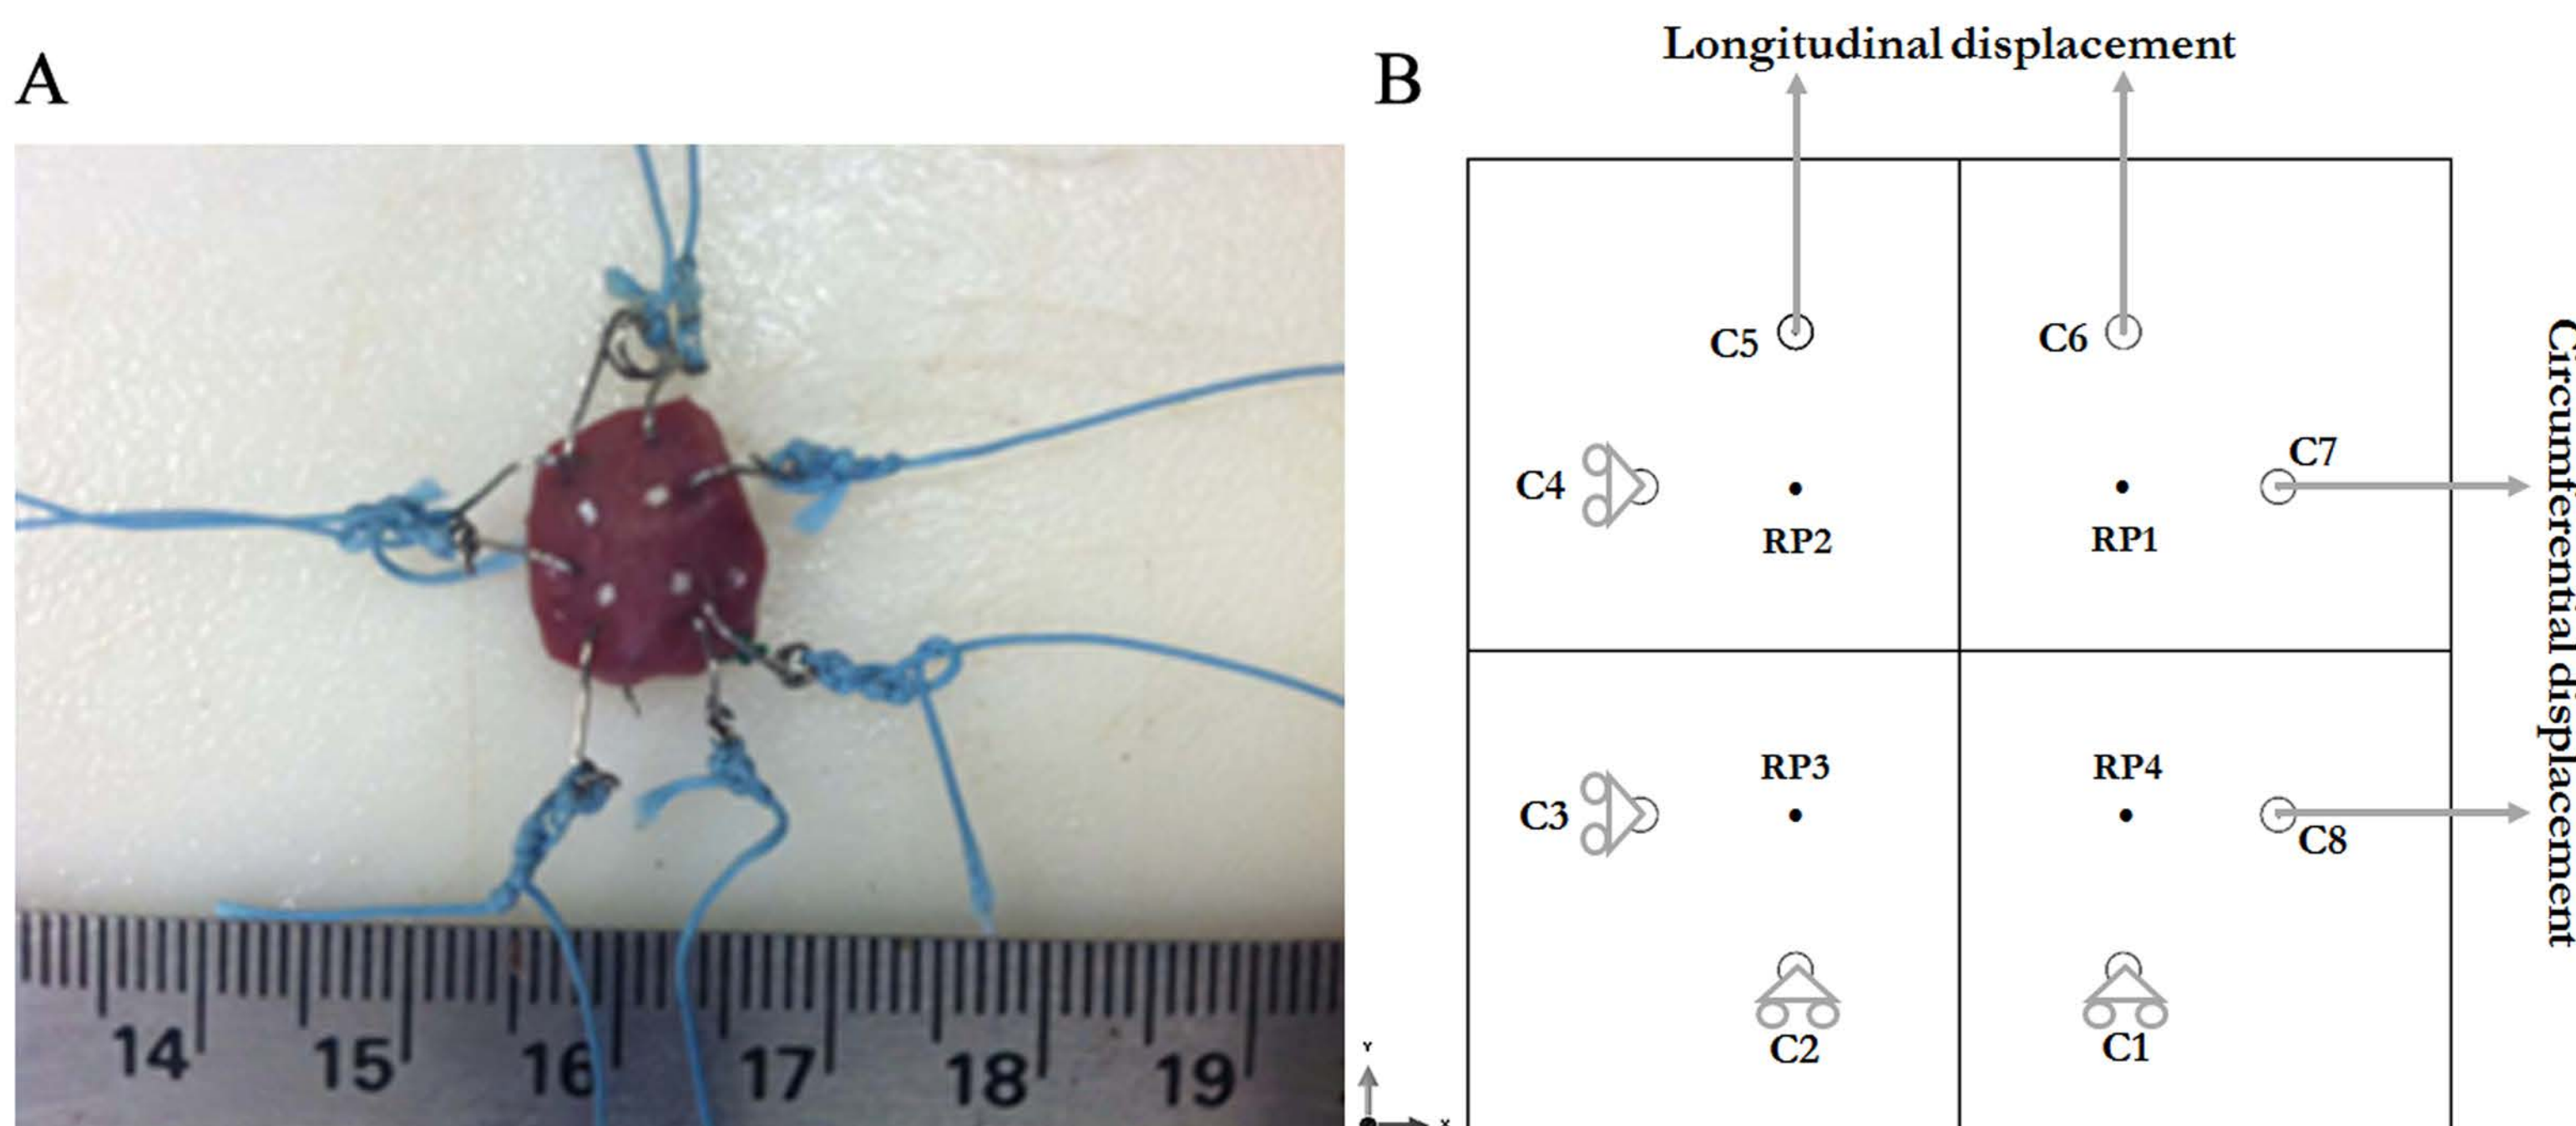 A
14 15 16 17 18 19
B
Longitudinal displacement
C5 C6
C4 C7
RP2 RP1
Circumferential displacement
RP3 RP4
C3 C8
C2 C1
Y
X